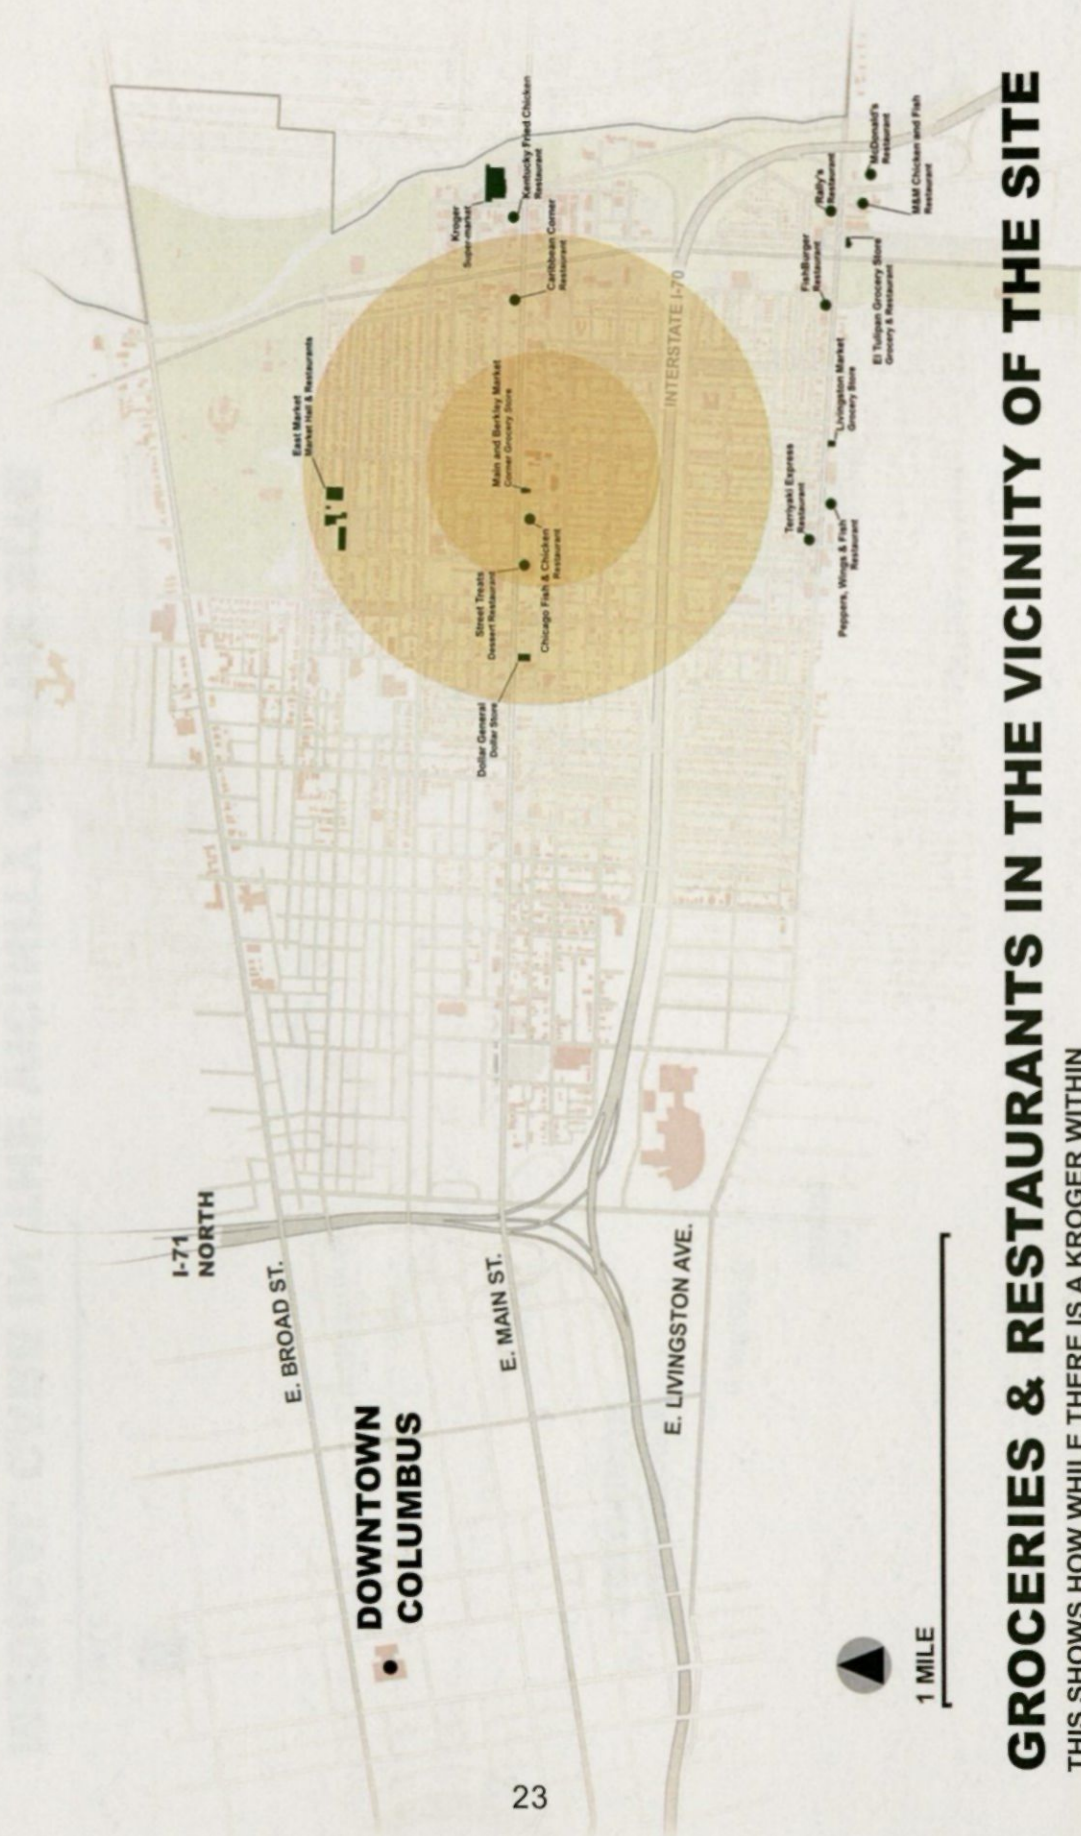 I-71
NORTH
E. BROAD ST.
DOWNTOWN
COLUMBUS
E. MAIN ST.
E. LIVINGSTON AVE.
INTERSTATE I-70
East Market
Market Hall & Restaurants
Kroger
Super-market
Kentucky Fried Chicken
Restaurant
Caribbean Corner
Restaurant
Main and Berkley Market
Corner Grocery Store
Street Treats
Dessert Restaurant
Chicago Fish & Chicken
Restaurant
Dollar General
Dollar Store
Rally's
Restaurant
McDonald's
Restaurant
M&M Chicken and Fish
Restaurant
FishBurger
Restaurant
El Tulipan Grocery Store
Grocery & Restaurant
Livingston Market
Grocery Store
Terriyaki Express
Restaurant
Peppers, Wings & Fish
Restaurant
1 MILE
GROCERIES & RESTAURANTS IN THE VICINITY OF THE SITE
THIS SHOWS HOW WHILE THERE IS A KROGER WITHIN
23